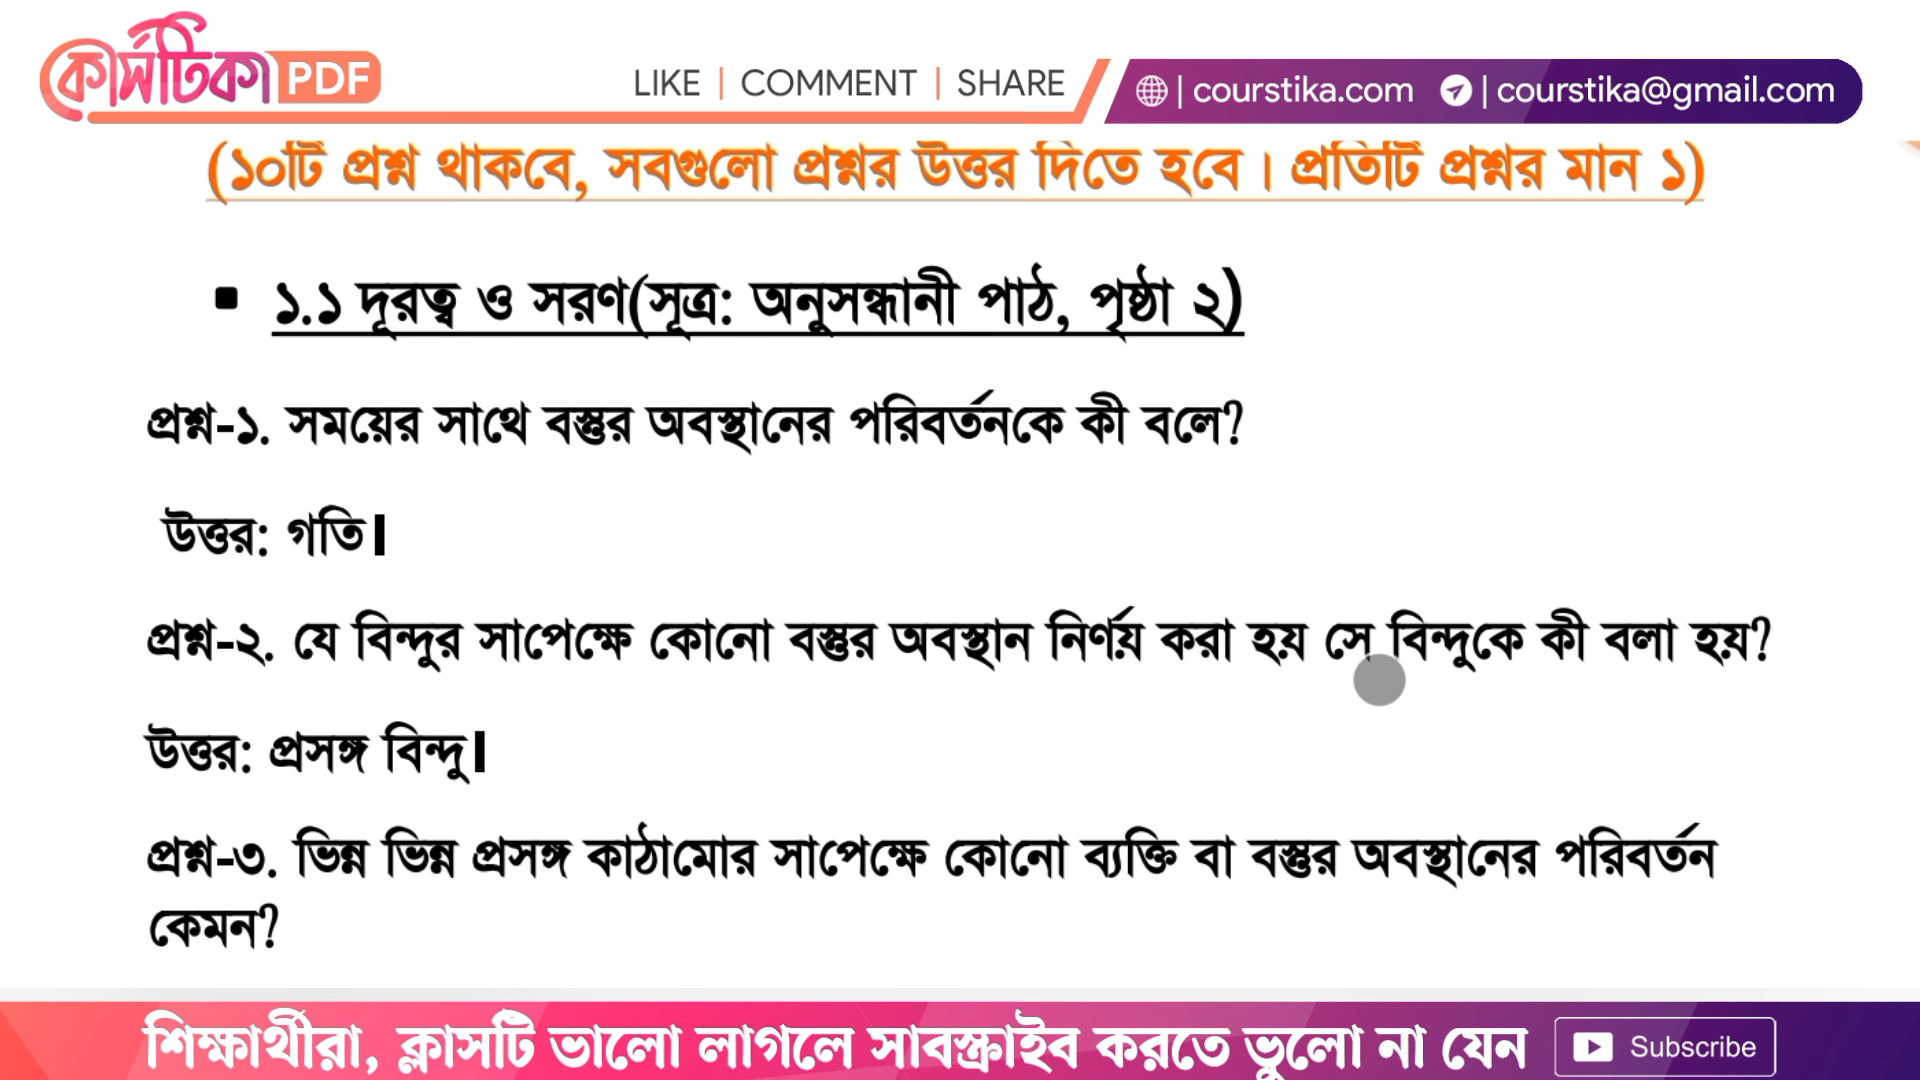 কোর্সটিকা PDF
LIKE | COMMENT | SHARE
| courstika.com | courstika@gmail.com
(১০টি প্রশ্ন থাকবে, সবগুলো প্রশ্নর উত্তর দিতে হবে। প্রতিটি প্রশ্নর মান ১)
▪ ১.১ দূরত্ব ও সরণ(সূত্র: অনুসন্ধানী পাঠ, পৃষ্ঠা ২)
প্রশ্ন-১. সময়ের সাথে বস্তুর অবস্থানের পরিবর্তনকে কী বলে?
উত্তর: গতি।
প্রশ্ন-২. যে বিন্দুর সাপেক্ষে কোনো বস্তুর অবস্থান নির্ণয় করা হয় সে বিন্দুকে কী বলা হয়?
উত্তর: প্রসঙ্গ বিন্দু।
প্রশ্ন-৩. ভিন্ন ভিন্ন প্রসঙ্গ কাঠামোর সাপেক্ষে কোনো ব্যক্তি বা বস্তুর অবস্থানের পরিবর্তন
কেমন?
শিক্ষার্থীরা, ক্লাসটি ভালো লাগলে সাবস্ক্রাইব করতে ভুলো না যেন Subscribe